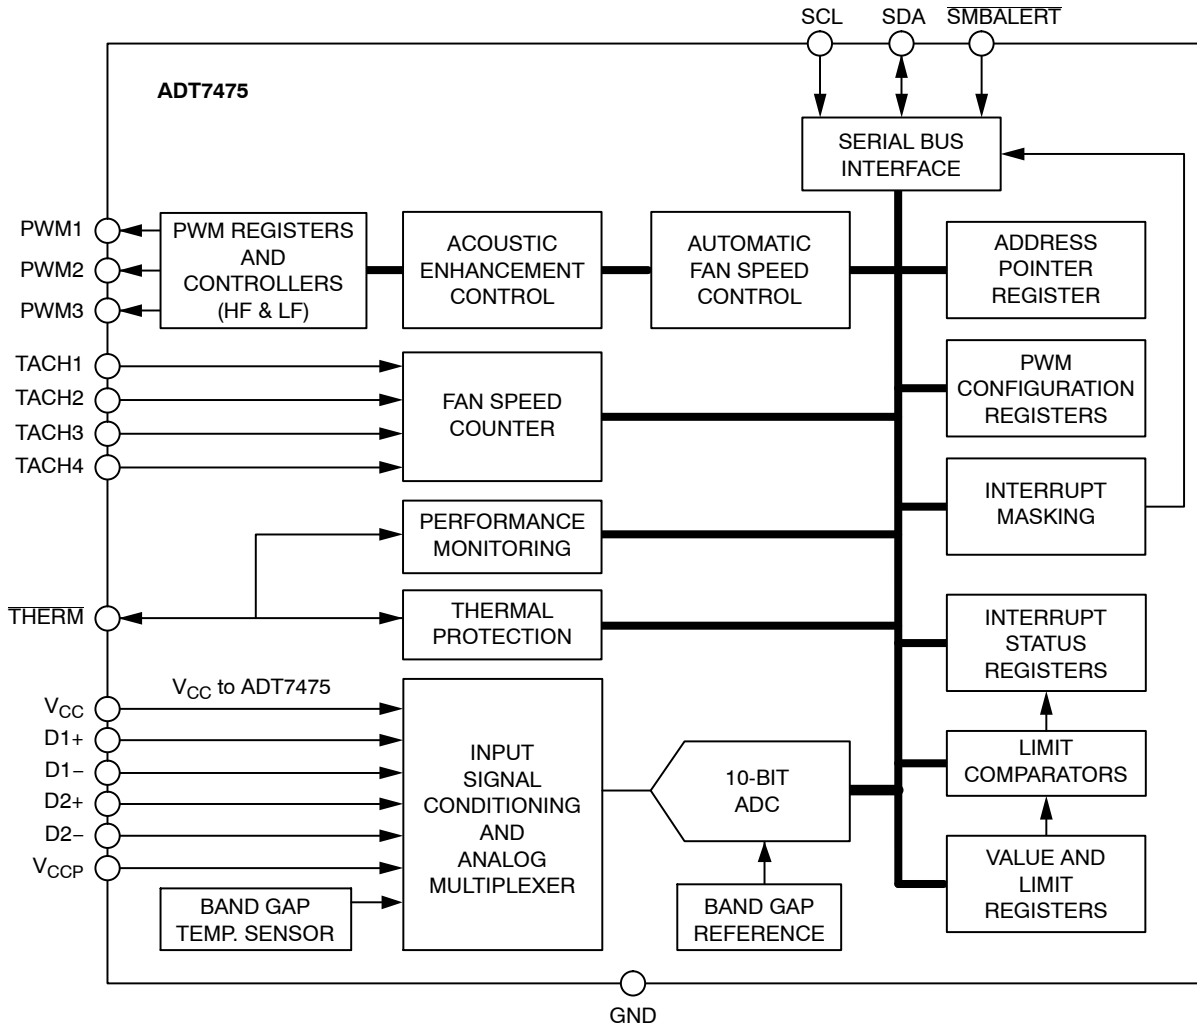 SCL
SDA
SMBALERT
ADT7475
SERIAL BUS
INTERFACE
PWM1
PWM2
PWM3
PWM REGISTERS
AND
CONTROLLERS
(HF & LF)
ACOUSTIC
ENHANCEMENT
CONTROL
AUTOMATIC
FAN SPEED
CONTROL
ADDRESS
POINTER
REGISTER
TACH1
TACH2
TACH3
TACH4
FAN SPEED
COUNTER
PWM
CONFIGURATION
REGISTERS
PERFORMANCE
MONITORING
INTERRUPT
MASKING
THERM
THERMAL
PROTECTION
INTERRUPT
STATUS
REGISTERS
VCC to ADT7475
VCC
D1+
D1−
D2+
D2−
VCCP
INPUT
SIGNAL
CONDITIONING
AND
ANALOG
MULTIPLEXER
10-BIT
ADC
LIMIT
COMPARATORS
BAND GAP
TEMP. SENSOR
BAND GAP
REFERENCE
VALUE AND
LIMIT
REGISTERS
GND